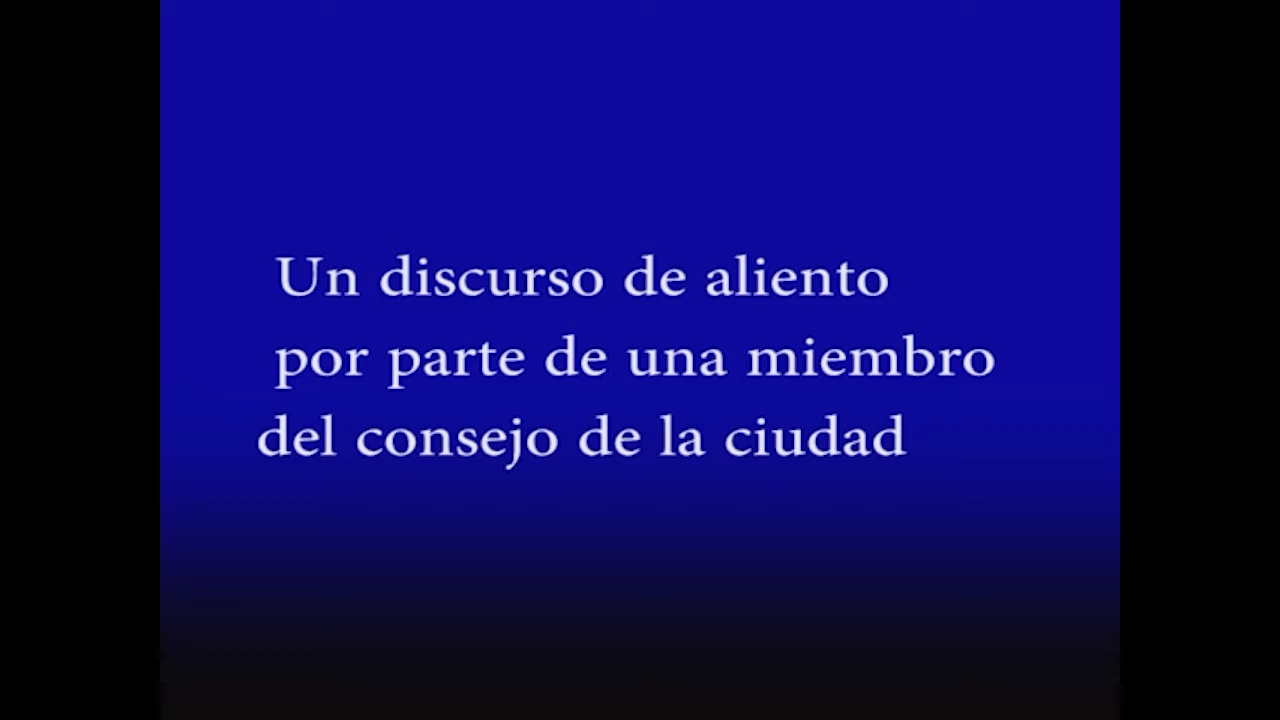 Un discurso de aliento
por parte de una miembro
del consejo de la ciudad